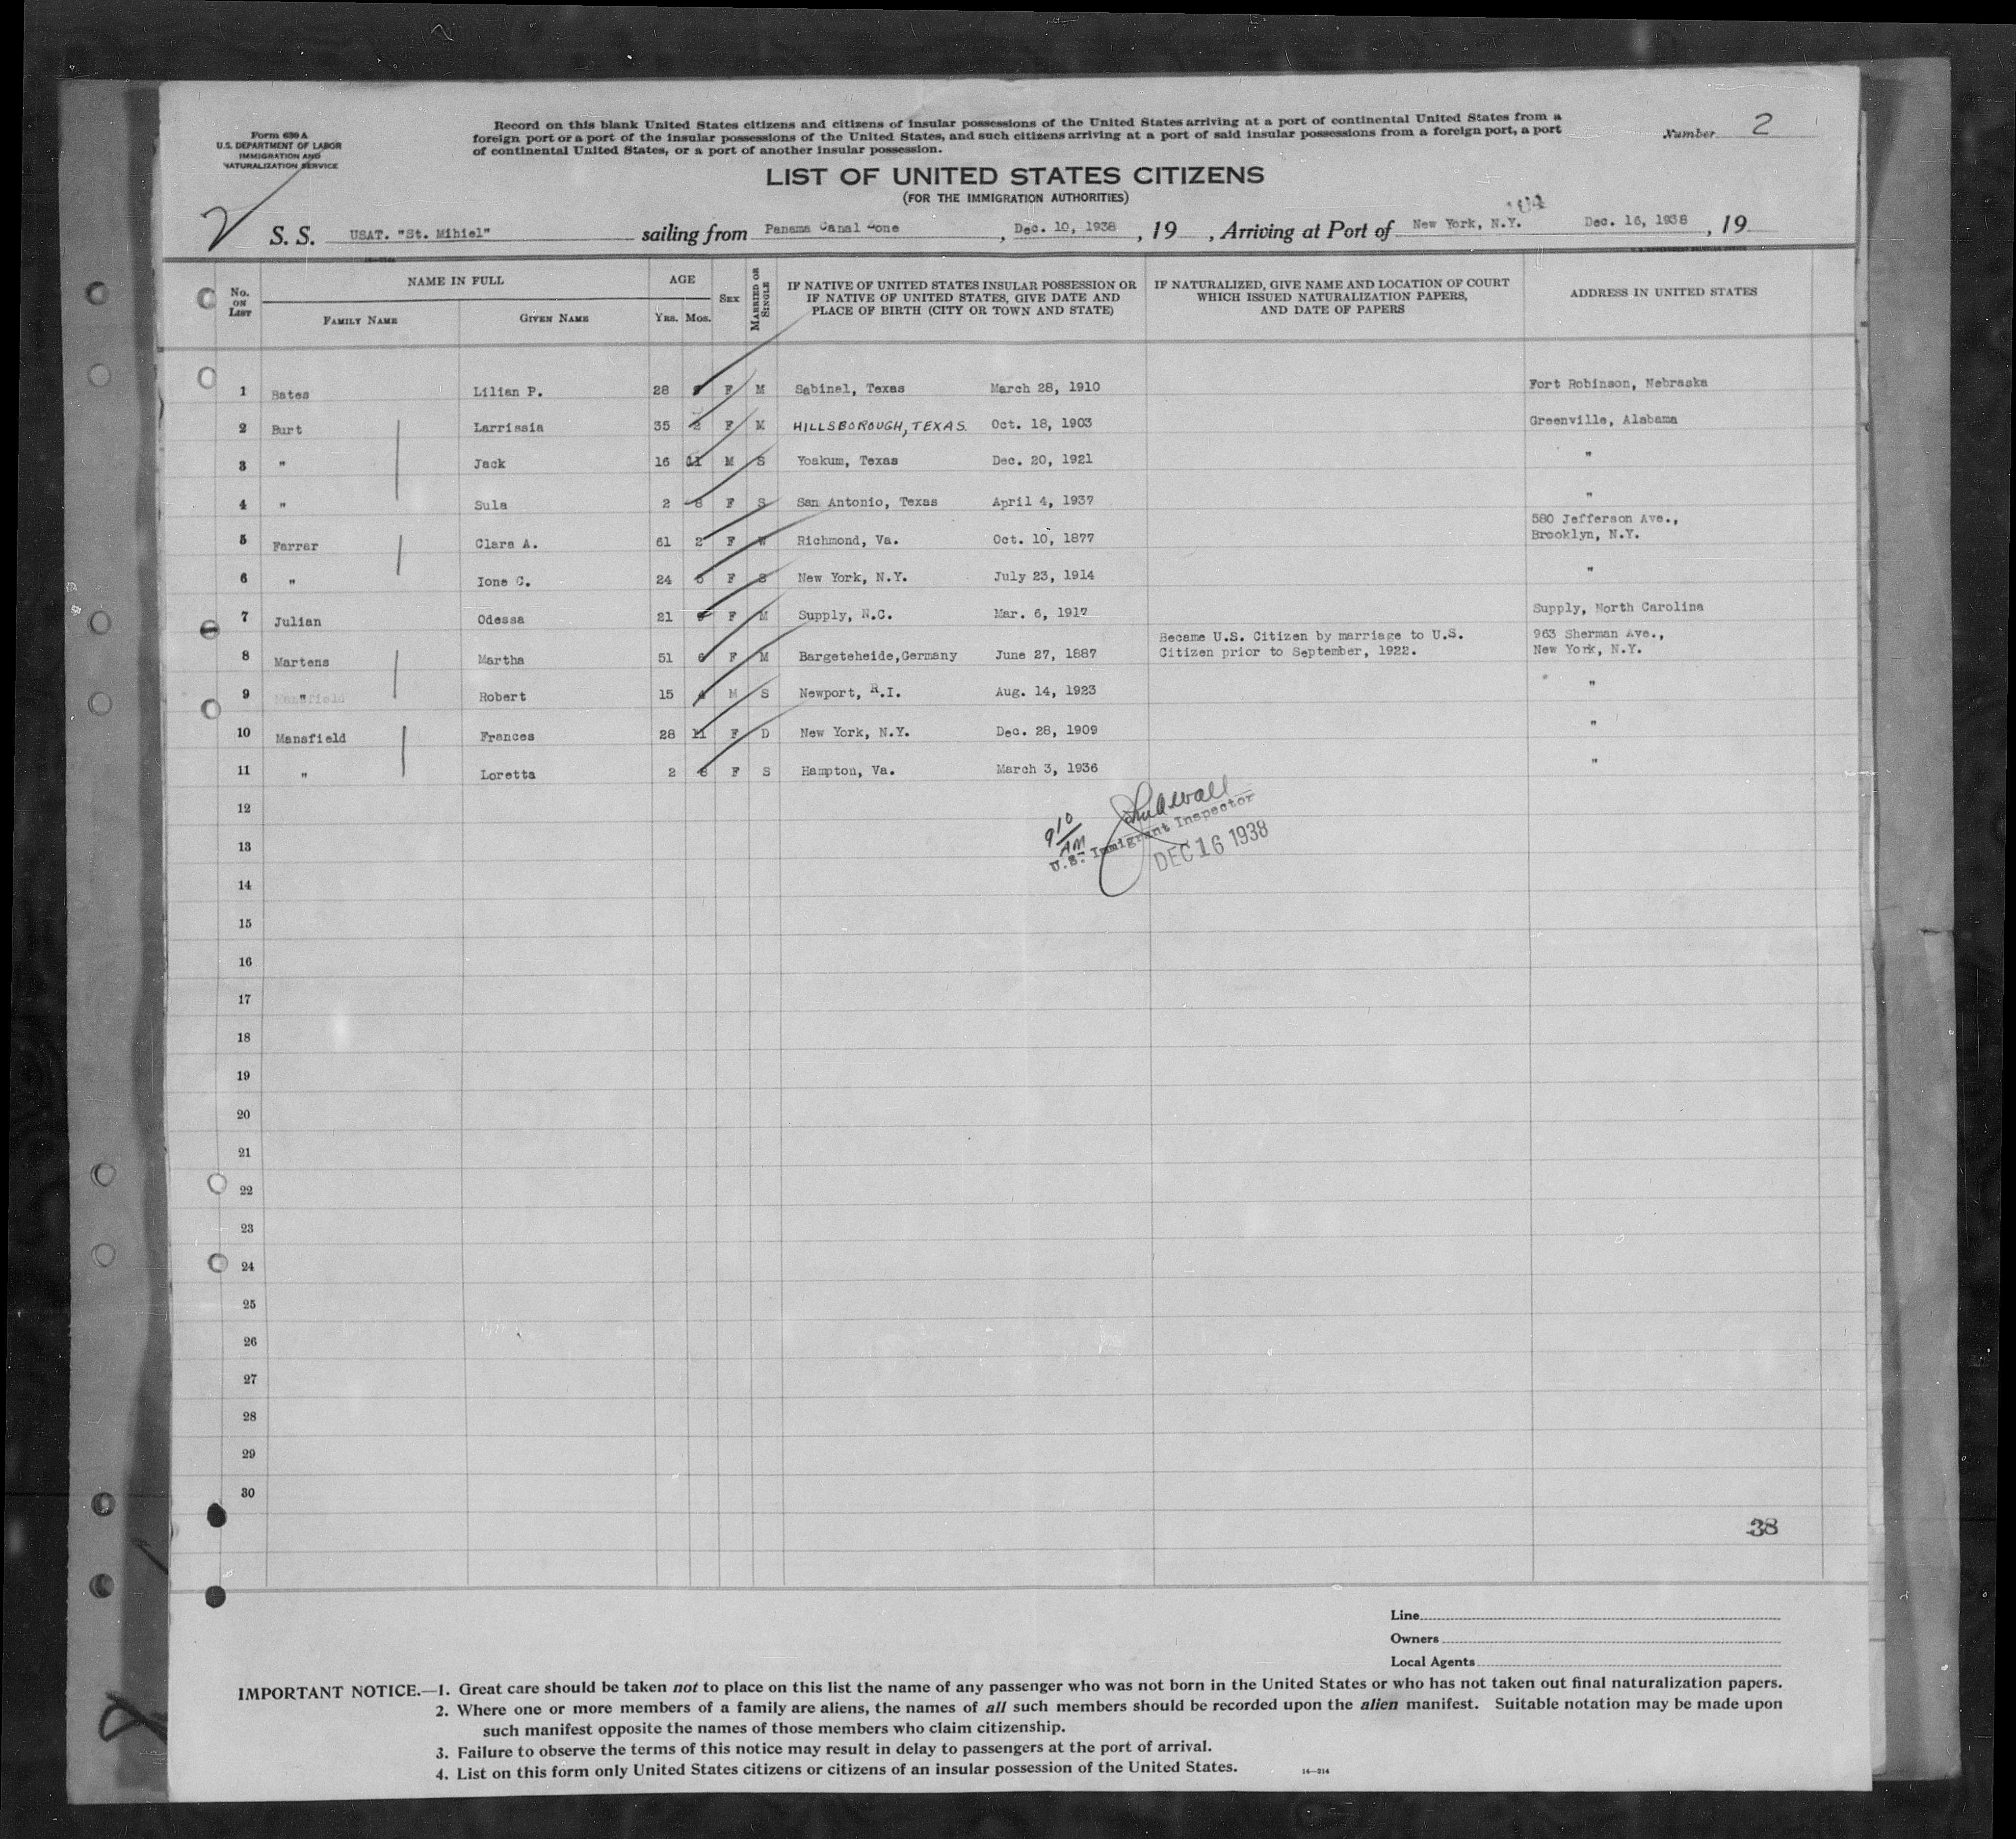 Form 630 A
U.S. DEPARTMENT OF LABOR
IMMIGRATION AND
NATURALIZATION SERVICE
Record on this blank United States citizens and citizens of insular possessions of the United States arriving at a port of continental United States from a
foreign port or a port of the insular possessions of the United States, and such citizens arriving at a port of said insular possessions from a foreign port, a port
of continental United States, or a port of another insular possession.
Number 2
LIST OF UNITED STATES CITIZENS
(FOR THE IMMIGRATION AUTHORITIES)
S. S. USAT. "St. Mihiel" sailing from Panama Canal Zone, Dec. 10, 1938, 19 , Arriving at Port of New York, N.Y. Dec. 16, 1938, 19
No. ON LIST NAME IN FULL AGE SEX MARRIED OR SINGLE IF NATIVE OF UNITED STATES INSULAR POSSESSION OR IF NATIVE OF UNITED STATES, GIVE DATE AND PLACE OF BIRTH (CITY OR TOWN AND STATE) IF NATURALIZED, GIVE NAME AND LOCATION OF COURT WHICH ISSUED NATURALIZATION PAPERS, AND DATE OF PAPERS ADDRESS IN UNITED STATES
FAMILY NAME GIVEN NAME YRS. MOS.
1 Bates Lilian P. 28 F M Sabinal, Texas March 28, 1910 Fort Robinson, Nebraska
2 Burt Larrissia 35 2 F M HILLSBOROUGH, TEXAS Oct. 18, 1903 Greenville, Alabama
3 " Jack 16 11 M S Yoakum, Texas Dec. 20, 1921 "
4 " Sula 2 8 F S San Antonio, Texas April 4, 1937 "
5 Farrar Clara A. 61 2 F W Richmond, Va. Oct. 10, 1877 580 Jefferson Ave., Brooklyn, N.Y.
6 " Ione C. 24 F S New York, N.Y. July 23, 1914 "
7 Julian Odessa 21 F M Supply, N.C. Mar. 6, 1917 Supply, North Carolina
8 Martens Martha 51 F M Bargeteheide,Germany June 27, 1887 Became U.S. Citizen by marriage to U.S. Citizen prior to September, 1922. 963 Sherman Ave., New York, N.Y.
9 " Robert 15 M S Newport, R.I. Aug. 14, 1923 "
10 Mansfield Frances 28 11 F D New York, N.Y. Dec. 28, 1909 "
11 " Loretta 2 8 F S Hampton, Va. March 3, 1936 "
12
9 10 AM
U.S. Immigrant Inspector
DEC 16 1938
13
14
15
16
17
18
19
20
21
22
23
24
25
26
27
28
29
30
38
Line
Owners
Local Agents
IMPORTANT NOTICE.—1. Great care should be taken not to place on this list the name of any passenger who was not born in the United States or who has not taken out final naturalization papers.
2. Where one or more members of a family are aliens, the names of all such members should be recorded upon the alien manifest. Suitable notation may be made upon
such manifest opposite the names of those members who claim citizenship.
3. Failure to observe the terms of this notice may result in delay to passengers at the port of arrival.
4. List on this form only United States citizens or citizens of an insular possession of the United States.
14—214